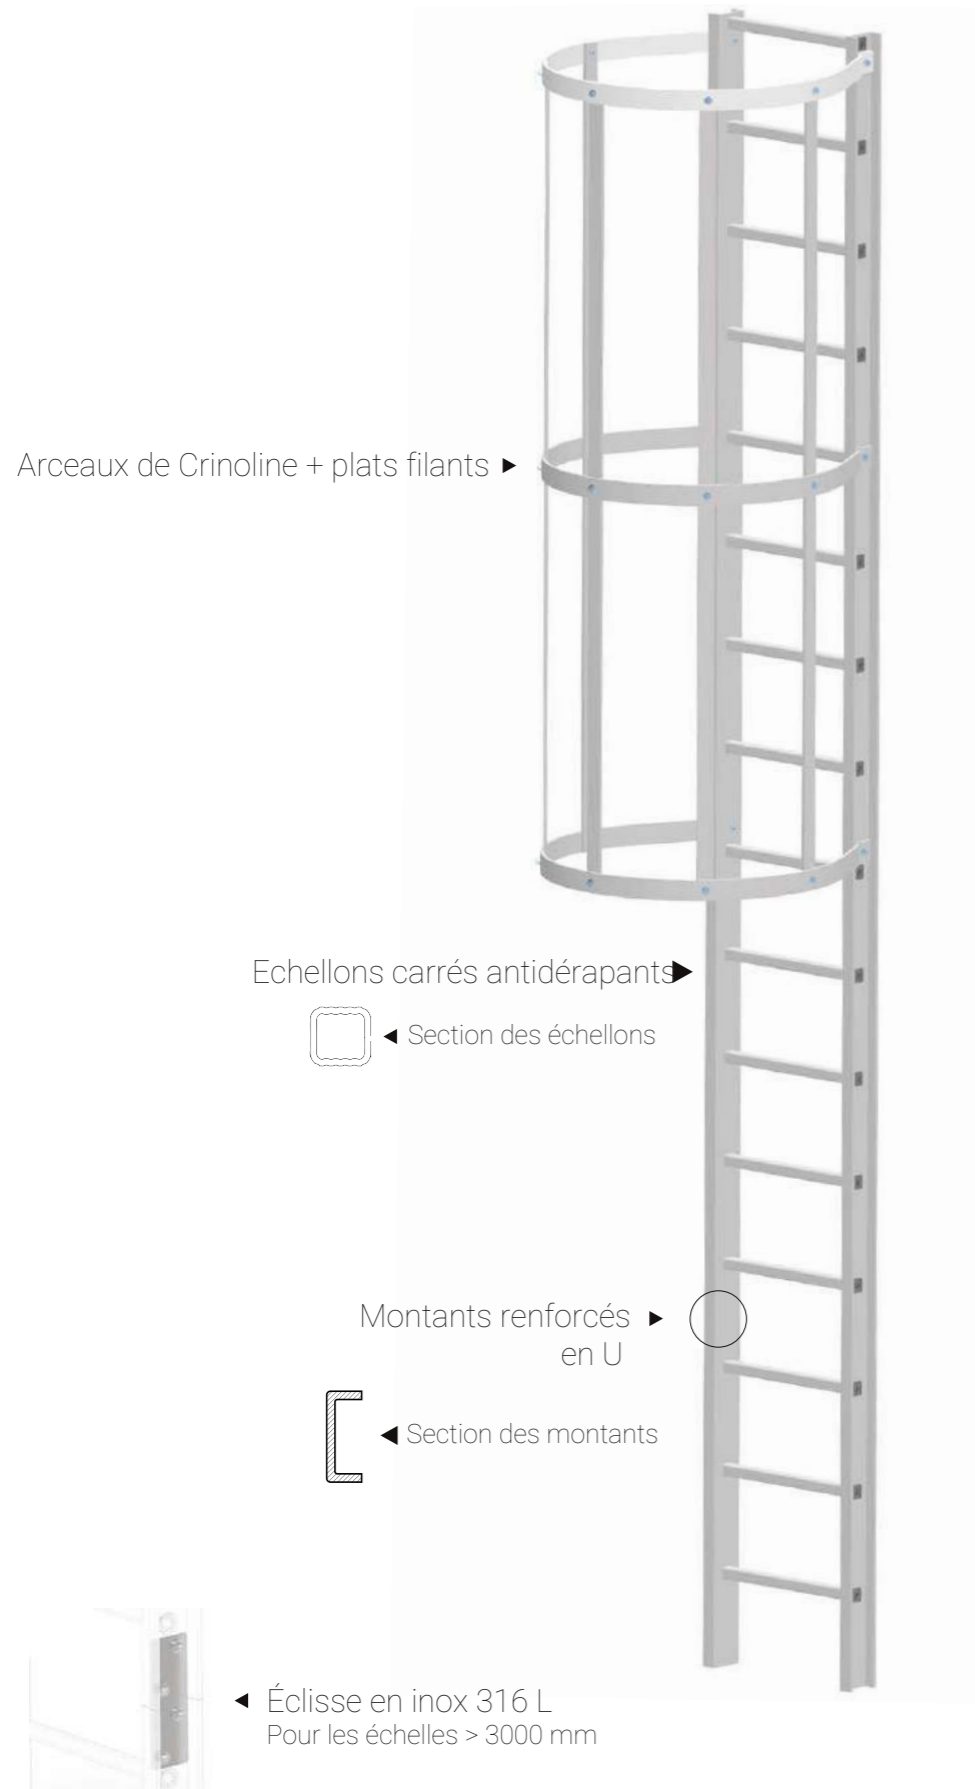 Arceaux de Crinoline + plats filants
Echellons carrés antidérapants
Section des échellons
Montants renforcés
en U
Section des montants
Éclisse en inox 316 L
Pour les échelles > 3000 mm